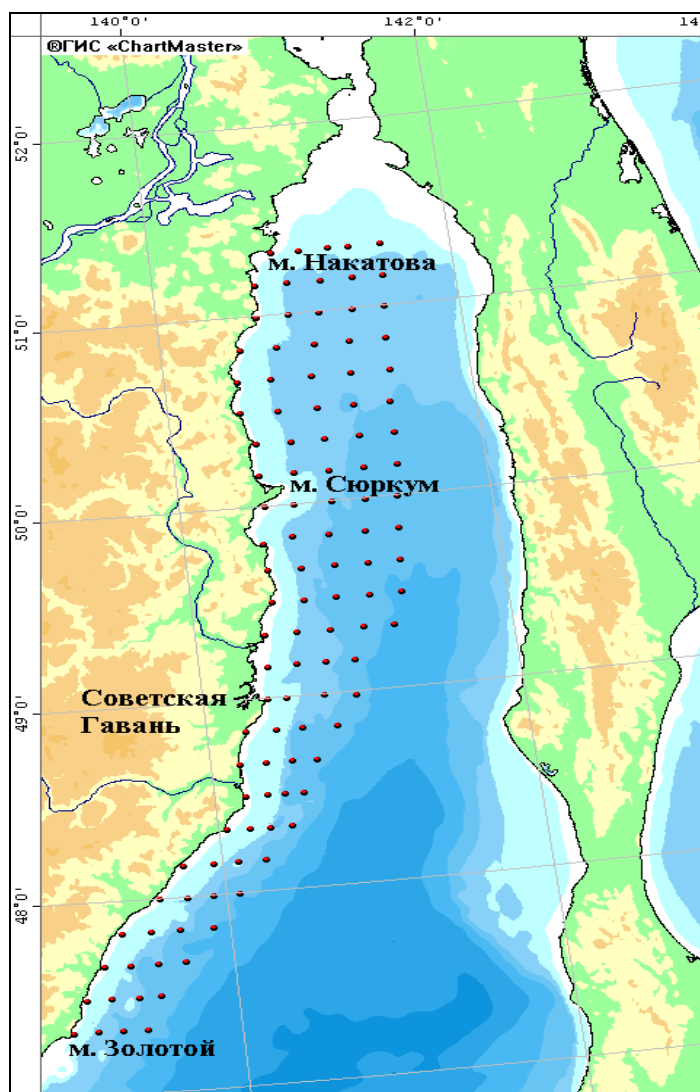 140°0'
142°0'
14
®ГИС «ChartMaster»
52°0'
м. Накатова
51°0'
м. Сюркум
50°0'
Советская
Гавань
49°0'
48°0'
м. Золотой